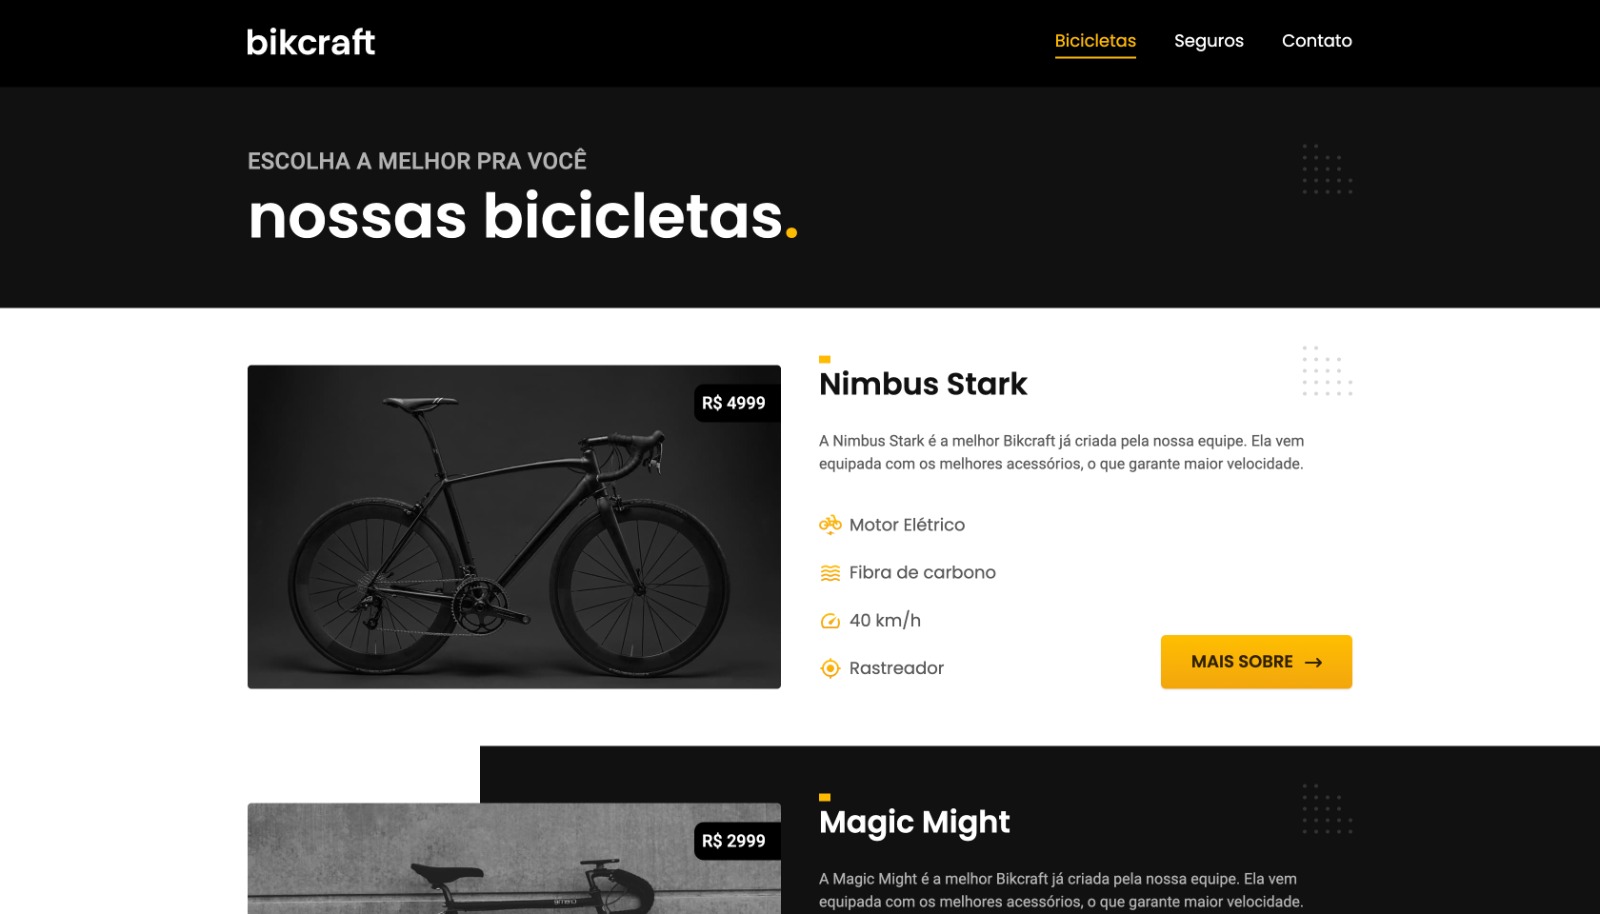 bikcraft
Bicicletas
Seguros
Contato
ESCOLHA A MELHOR PRA VOCÊ
nossas bicicletas.
R$ 4999
Nimbus Stark
A Nimbus Stark é a melhor Bikcraft já criada pela nossa equipe. Ela vem
equipada com os melhores acessórios, o que garante maior velocidade.
Motor Elétrico
Fibra de carbono
40 km/h
Rastreador
MAIS SOBRE →
R$ 2999
Magic Might
A Magic Might é a melhor Bikcraft já criada pela nossa equipe. Ela vem
equipada com os melhores acessórios, o que garante maior velocidade.